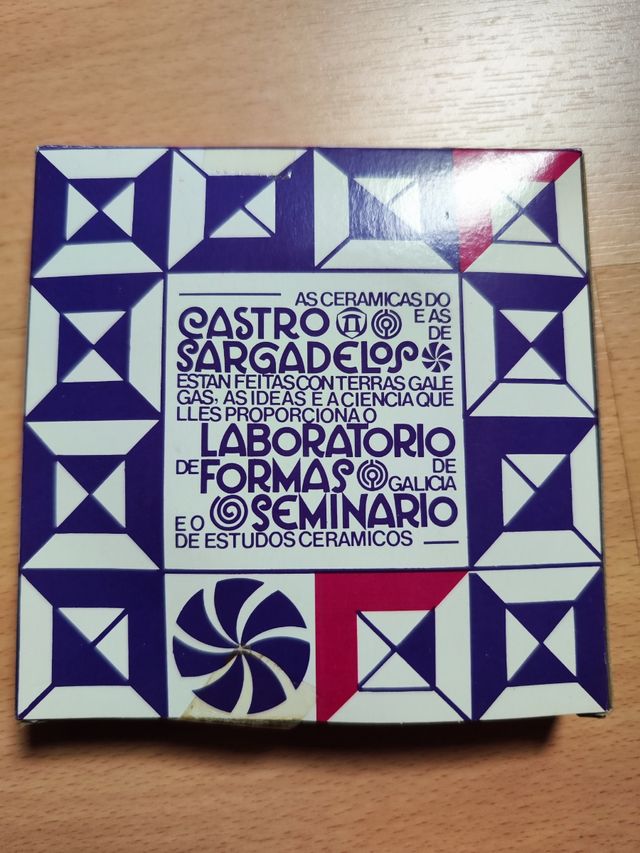 AS CERAMICAS DO
CASTRO E AS
DE
SARGADELOS
ESTAN FEITAS CON TERRAS GALE
GAS, AS IDEAS E A CIENCIA QUE
LLES PROPORCIONA O
LABORATORIO
DE FORMAS DE
GALICIA
E O SEMINARIO
DE ESTUDOS CERAMICOS